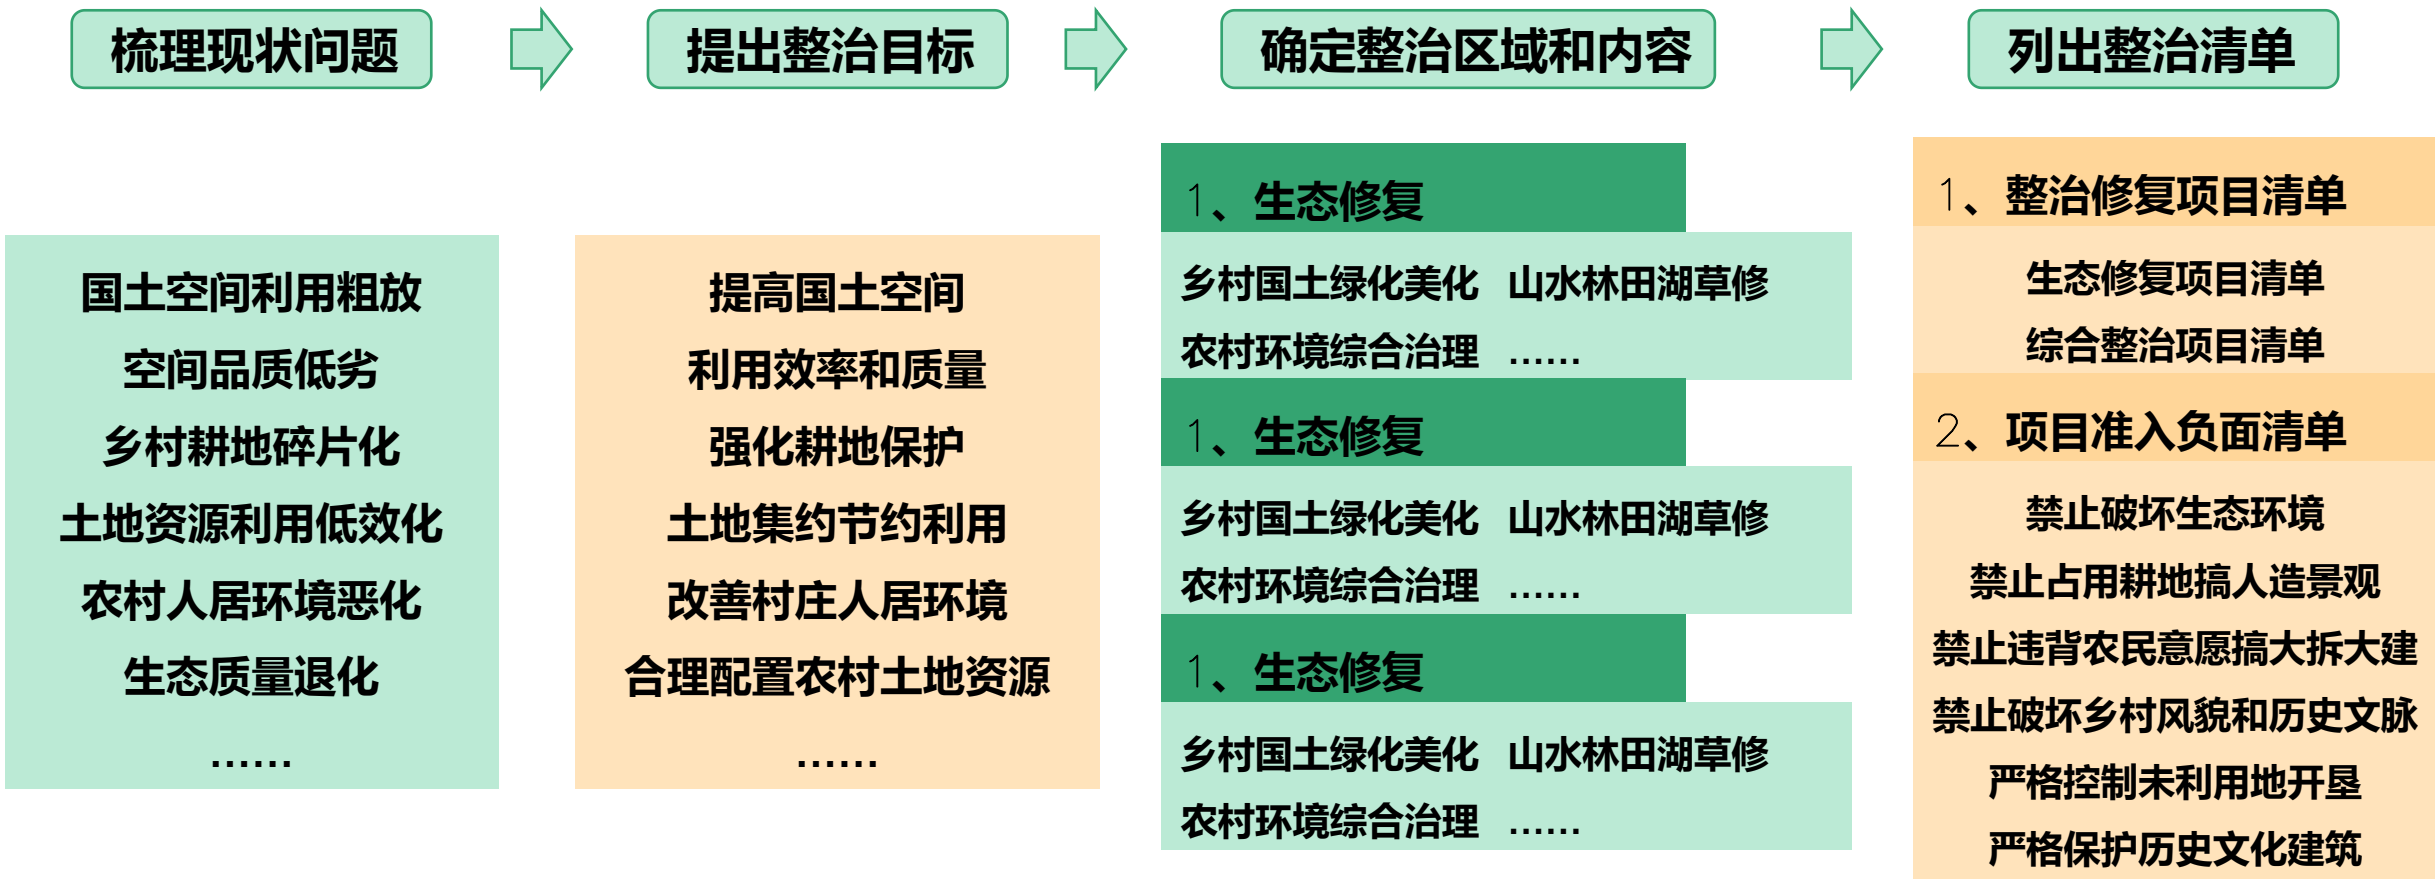 梳理现状问题
提出整治目标
确定整治区域和内容
列出整治清单
国土空间利用粗放
空间品质低劣
乡村耕地碎片化
土地资源利用低效化
农村人居环境恶化
生态质量退化
……
提高国土空间
利用效率和质量
强化耕地保护
土地集约节约利用
改善村庄人居环境
合理配置农村土地资源
……
1、生态修复
乡村国土绿化美化 山水林田湖草修
农村环境综合治理 ……
1、生态修复
乡村国土绿化美化 山水林田湖草修
农村环境综合治理 ……
1、生态修复
乡村国土绿化美化 山水林田湖草修
农村环境综合治理 ……
1、整治修复项目清单
生态修复项目清单
综合整治项目清单
2、项目准入负面清单
禁止破坏生态环境
禁止占用耕地搞人造景观
禁止违背农民意愿搞大拆大建
禁止破坏乡村风貌和历史文脉
严格控制未利用地开垦
严格保护历史文化建筑